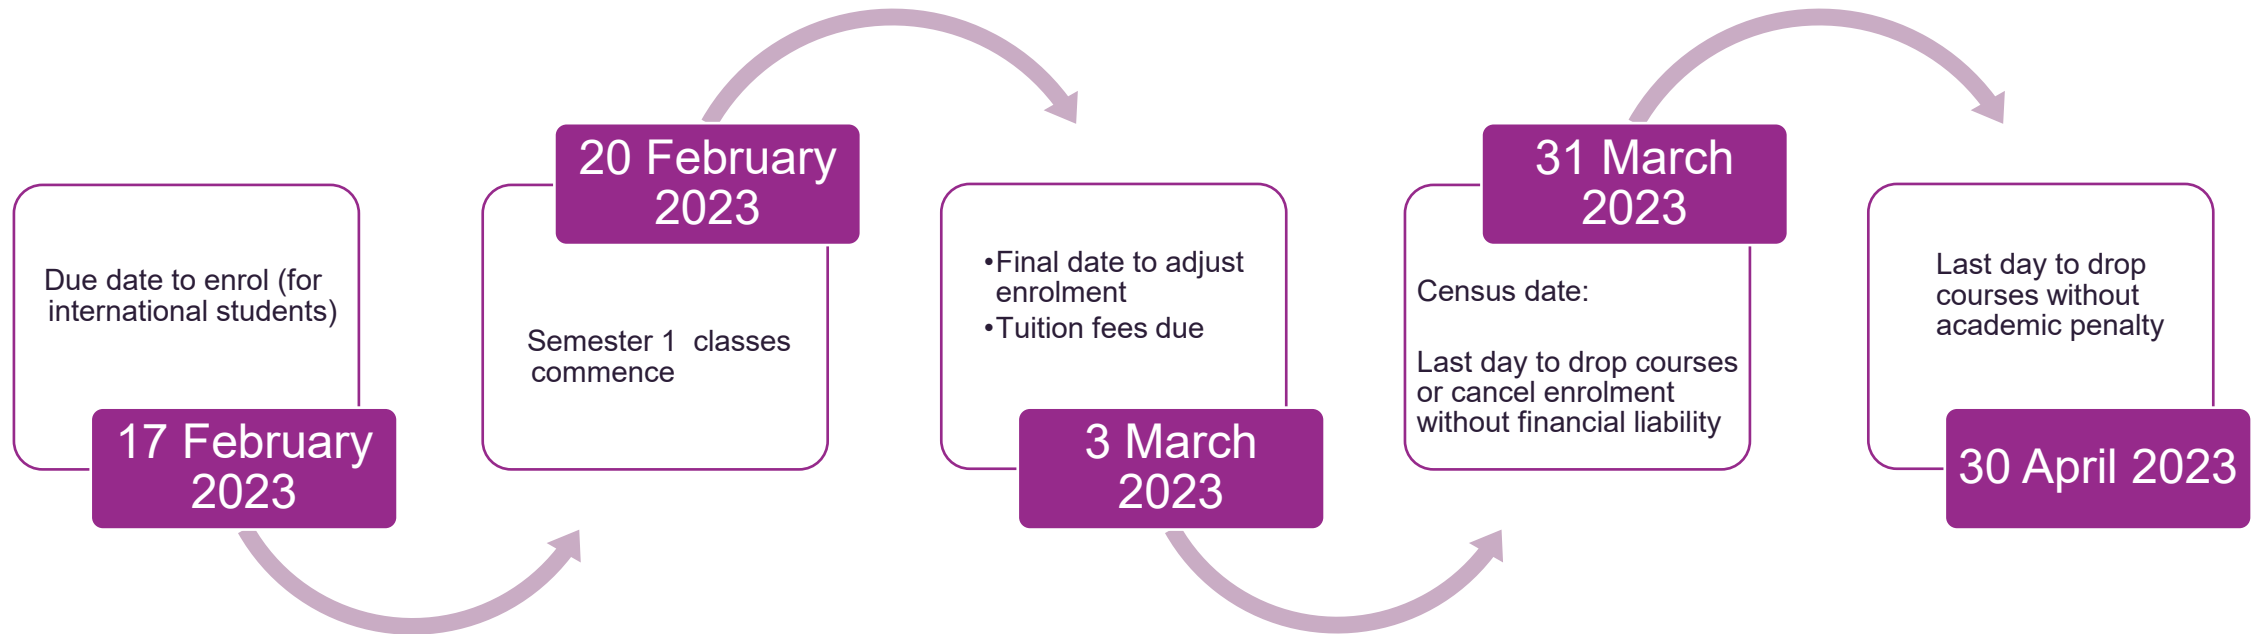 Due date to enrol (for
international students)
17 February
2023
20 February
2023
Semester 1  classes
commence
•Final date to adjust
enrolment
•Tuition fees due
3 March
2023
31 March
2023
Census date:
Last day to drop courses
or cancel enrolment
without financial liability
Last day to drop
courses without
academic penalty
30 April 2023